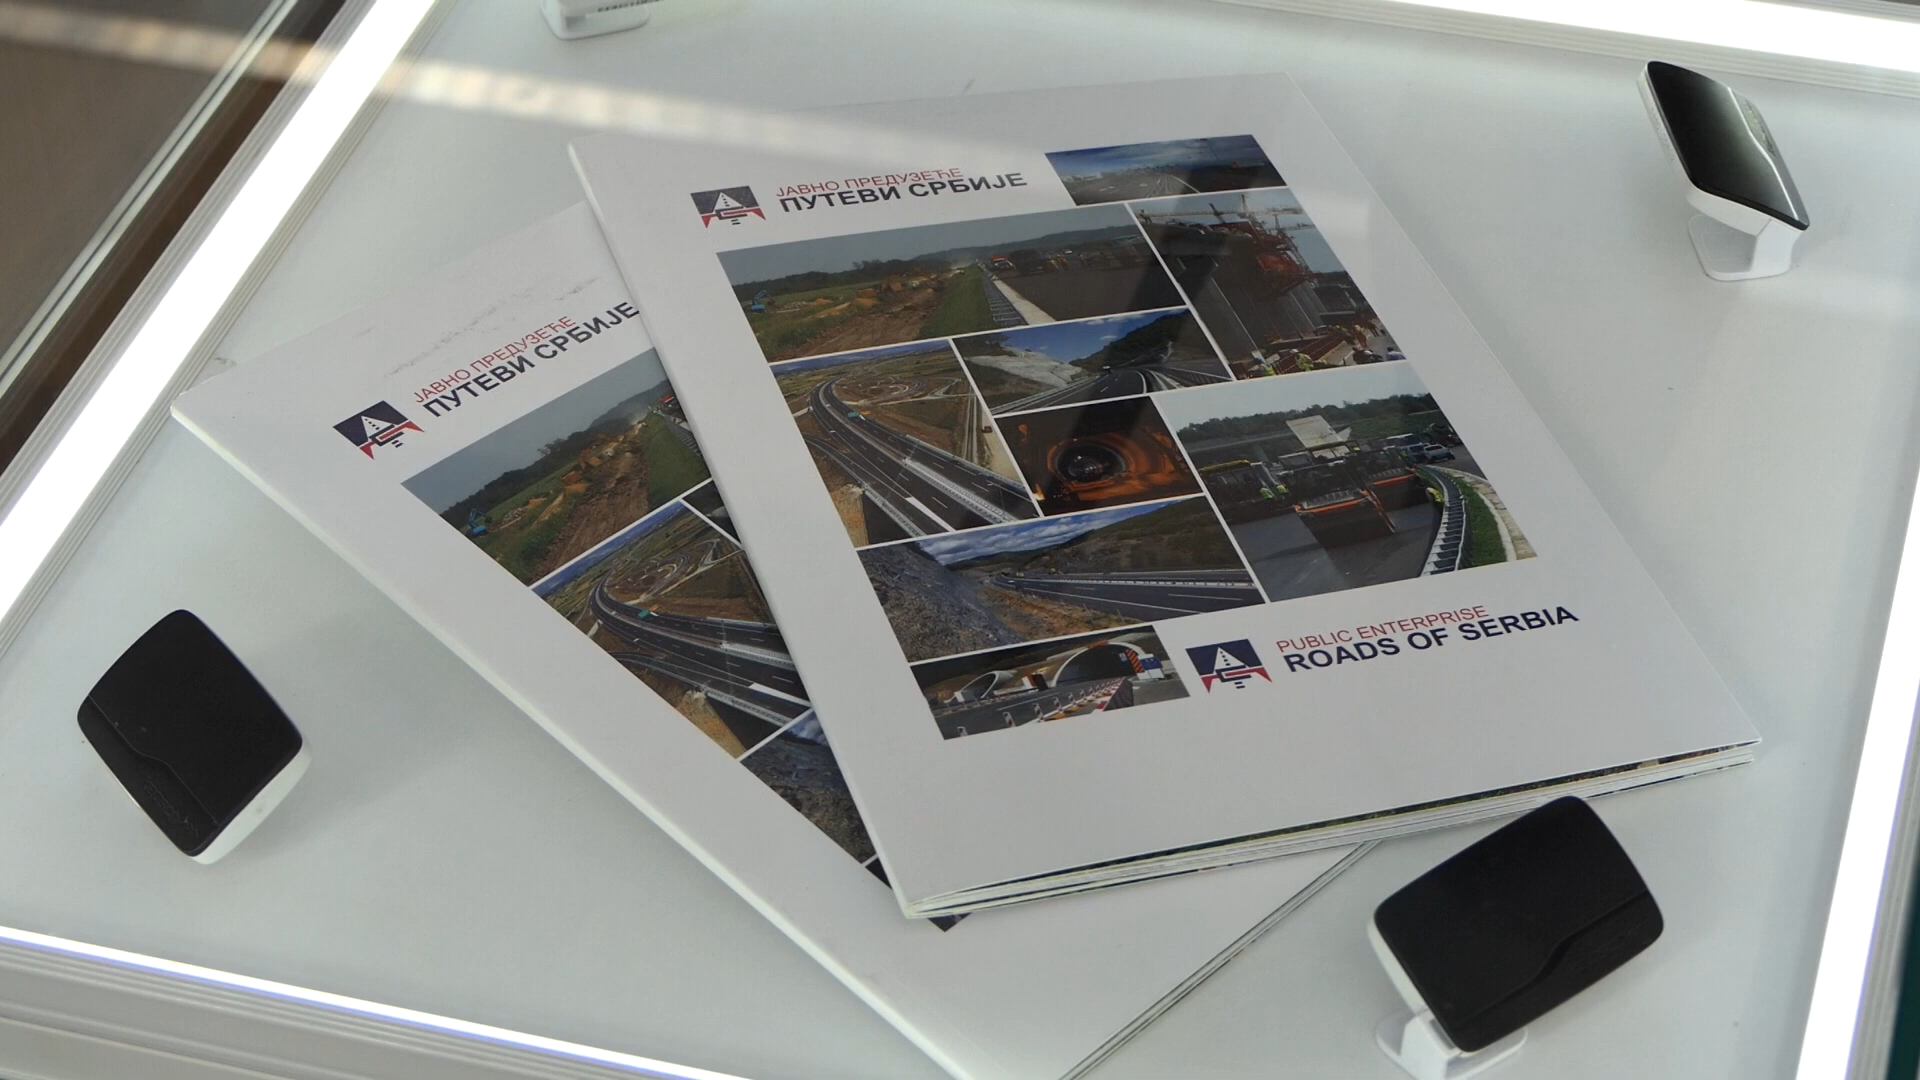 ЈАВНО ПРЕДУЗЕЋЕ
ПУТЕВИ СРБИЈЕ
ЈАВНО ПРЕДУЗЕЋЕ
ПУТЕВИ СРБИЈЕ
PUBLIC ENTERPRISE
ROADS OF SERBIA